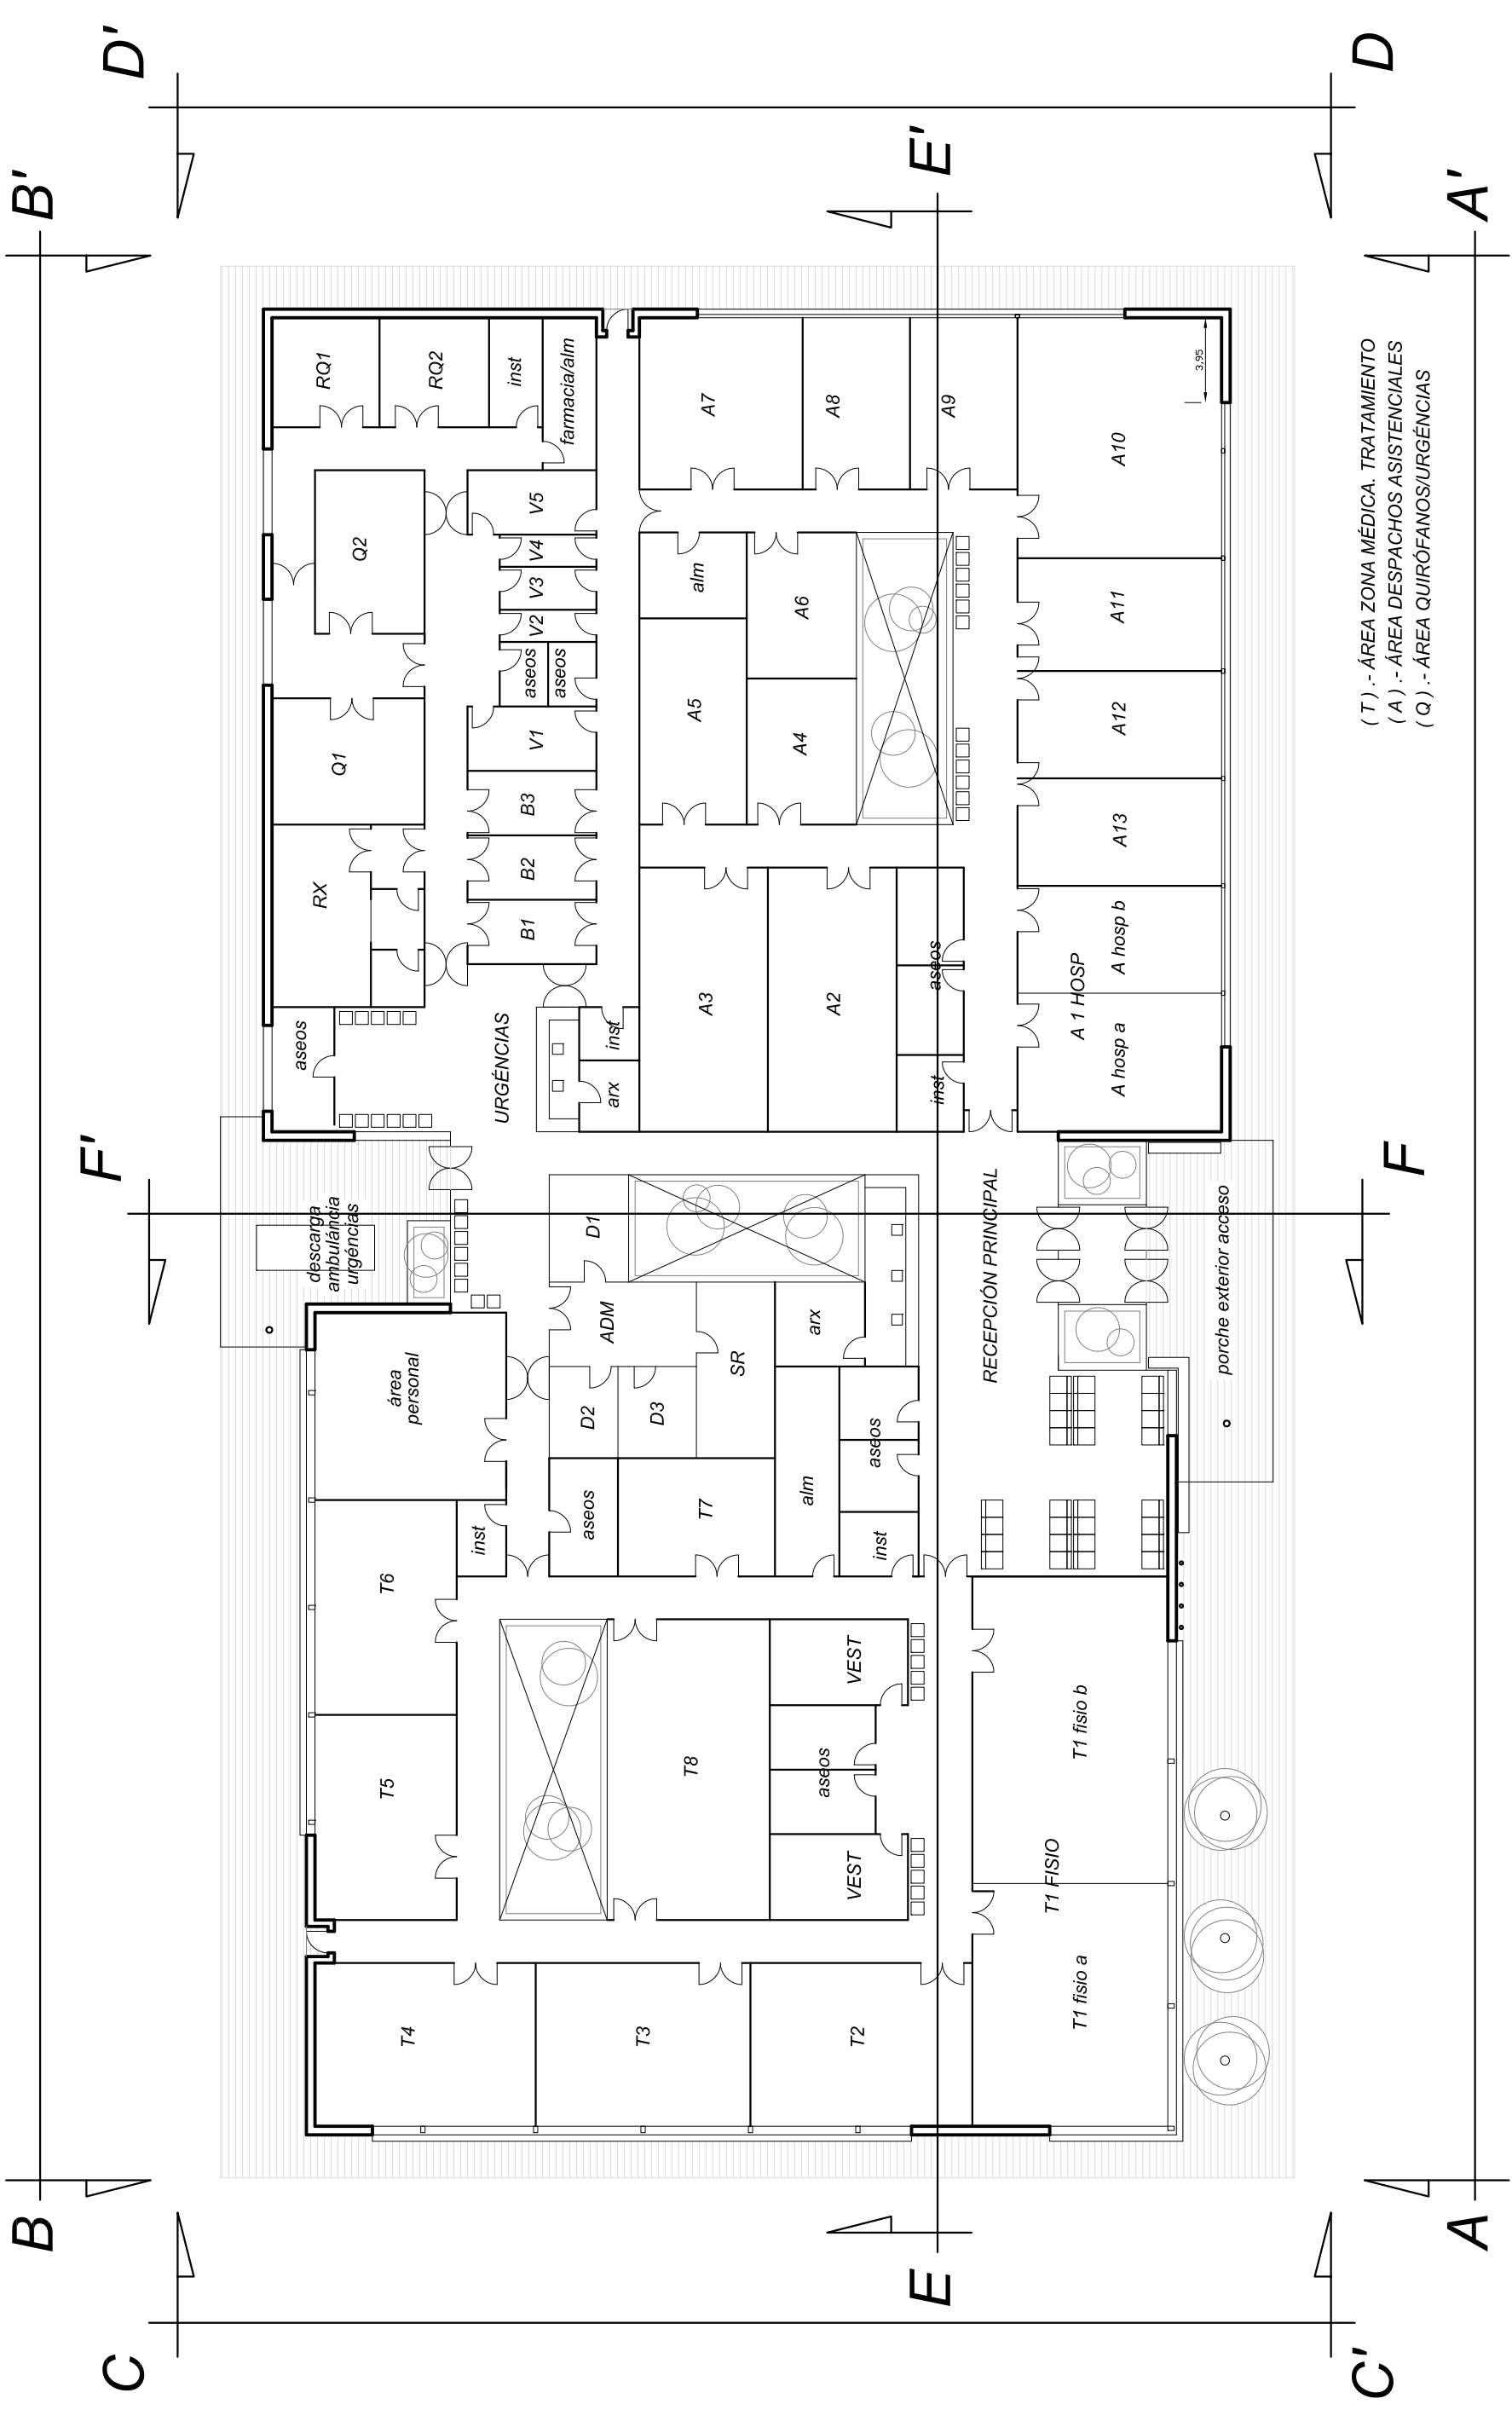 B
B'
F'
C
D'
T4
T5
T6
área
personal
descarga
ambuláncia
urgéncias
aseos
RX
Q1
Q2
RQ1
RQ2
inst
farmacia/alm
inst
URGÉNCIAS
B1
B2
B3
V1
aseos
aseos
V2
V3
V4
V5
T3
T8
aseos
T7
D2
D3
D1
ADM
SR
arx
inst
A3
A5
alm
A7
T2
VEST
aseos
VEST
alm
inst
aseos
arx
A2
A4
A6
A8
E
inst
aseos
A9
E'
RECEPCIÓN PRINCIPAL
T1 FISIO
T1 fisio a
T1 fisio b
A 1 HOSP
A hosp a
A hosp b
A13
A12
A11
A10
3,95
porche exterior acceso
C'
F
D
( T ) .- ÁREA ZONA MÉDICA. TRATAMIENTO
( A ) .- ÁREA DESPACHOS ASISTENCIALES
( Q ) .- ÁREA QUIRÓFANOS/URGÉNCIAS
A
A'